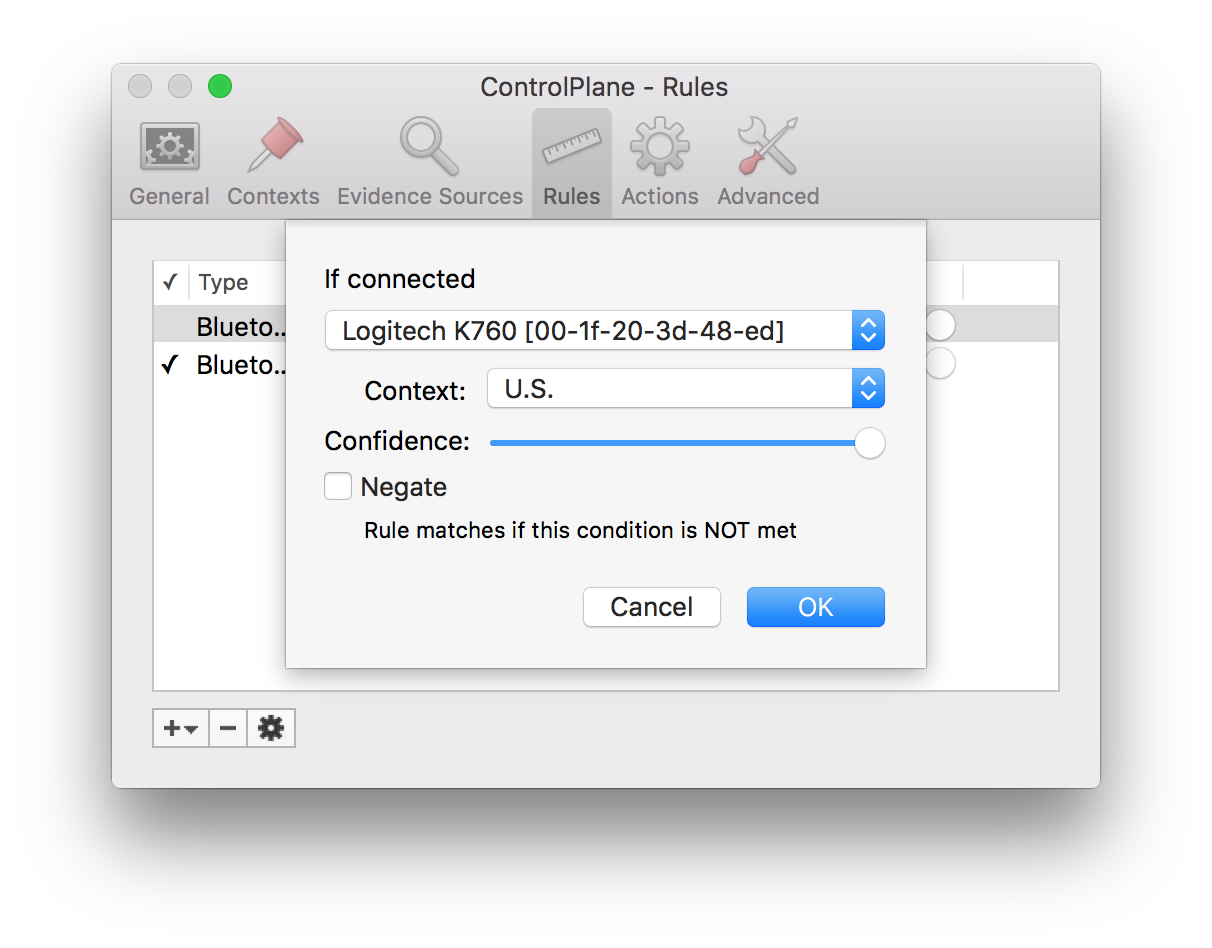 ControlPlane - Rules
General Contexts Evidence Sources Rules Actions Advanced
✓ Type
Blueto..
✓ Blueto..
If connected
Logitech K760 [00-1f-20-3d-48-ed]
Context: U.S.
Confidence:
Negate
Rule matches if this condition is NOT met
Cancel OK